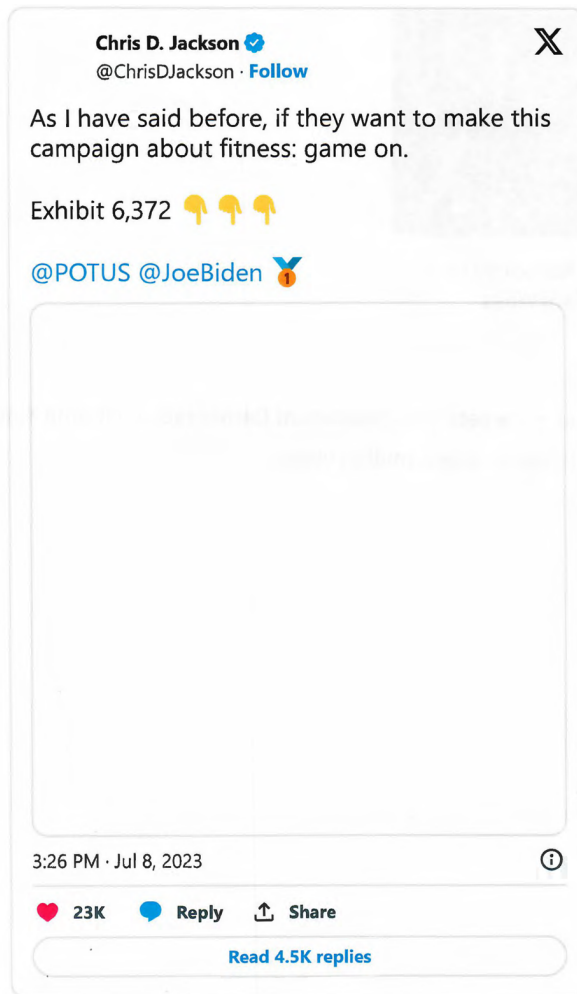 Chris D. Jackson
@ChrisDJackson · Follow
As I have said before, if they want to make this
campaign about fitness: game on.
Exhibit 6,372 👇👇👇
@POTUS @JoeBiden 🏅
3:26 PM · Jul 8, 2023
23K Reply Share
Read 4.5K replies